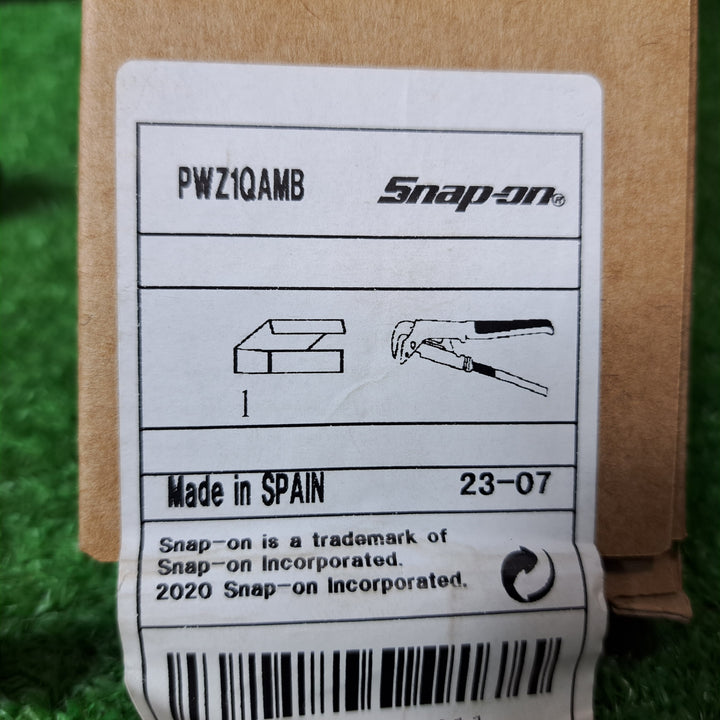 PWZ1QAMB Snap-on®
1
Made in SPAIN 23-07
Snap-on is a trademark of
Snap-on Incorporated.
2020 Snap-on Incorporated.